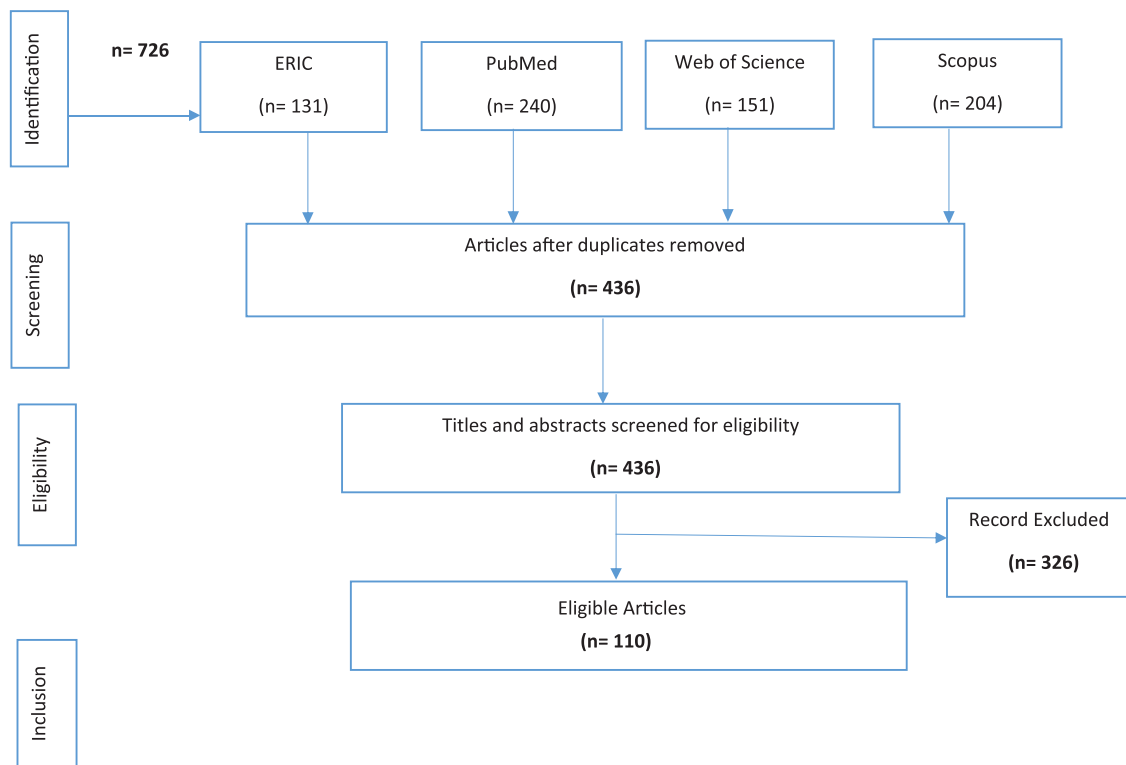 Identification
n= 726
ERIC
(n= 131)
PubMed
(n= 240)
Web of Science
(n= 151)
Scopus
(n= 204)
Screening
Articles after duplicates removed
(n= 436)
Eligibility
Titles and abstracts screened for eligibility
(n= 436)
Record Excluded
(n= 326)
Eligible Articles
(n= 110)
Inclusion